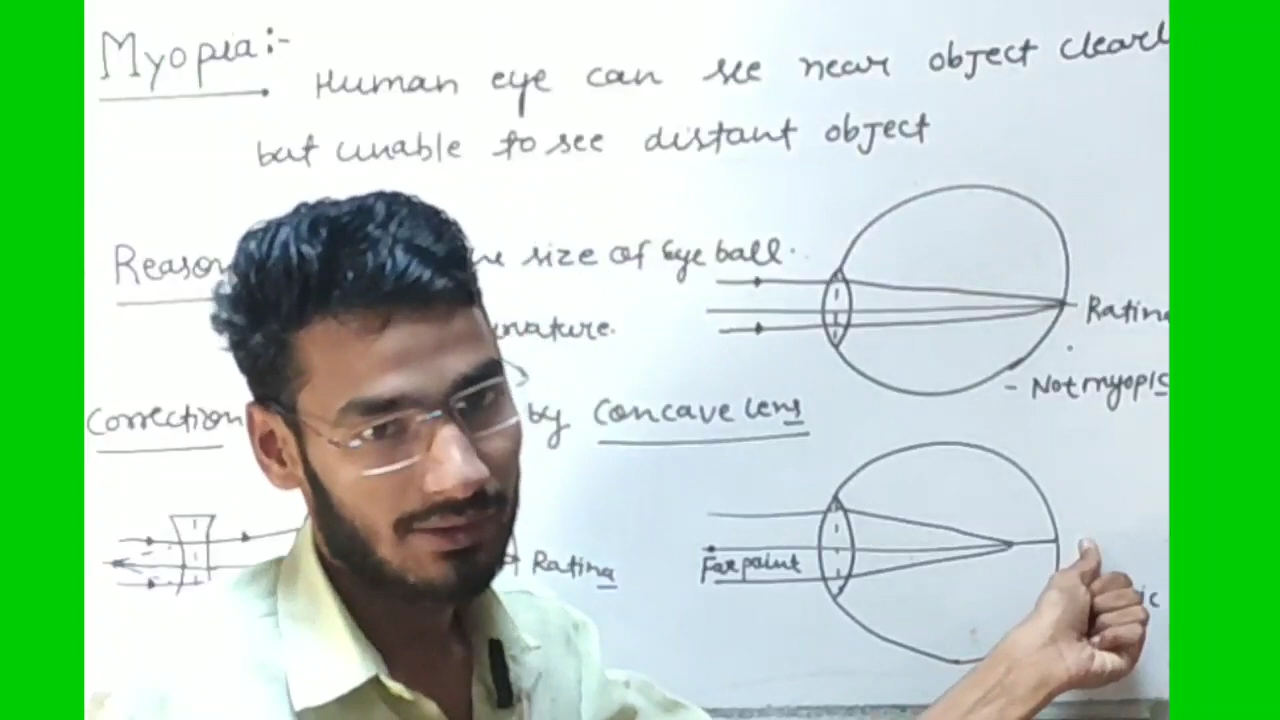 Myopia:-
Human eye can see near object clearl
but unable to see distant object
Reason size of Eye ball.
Ratina
- Not myopic
Correction by Concave lens
Ratina
Far point
ic